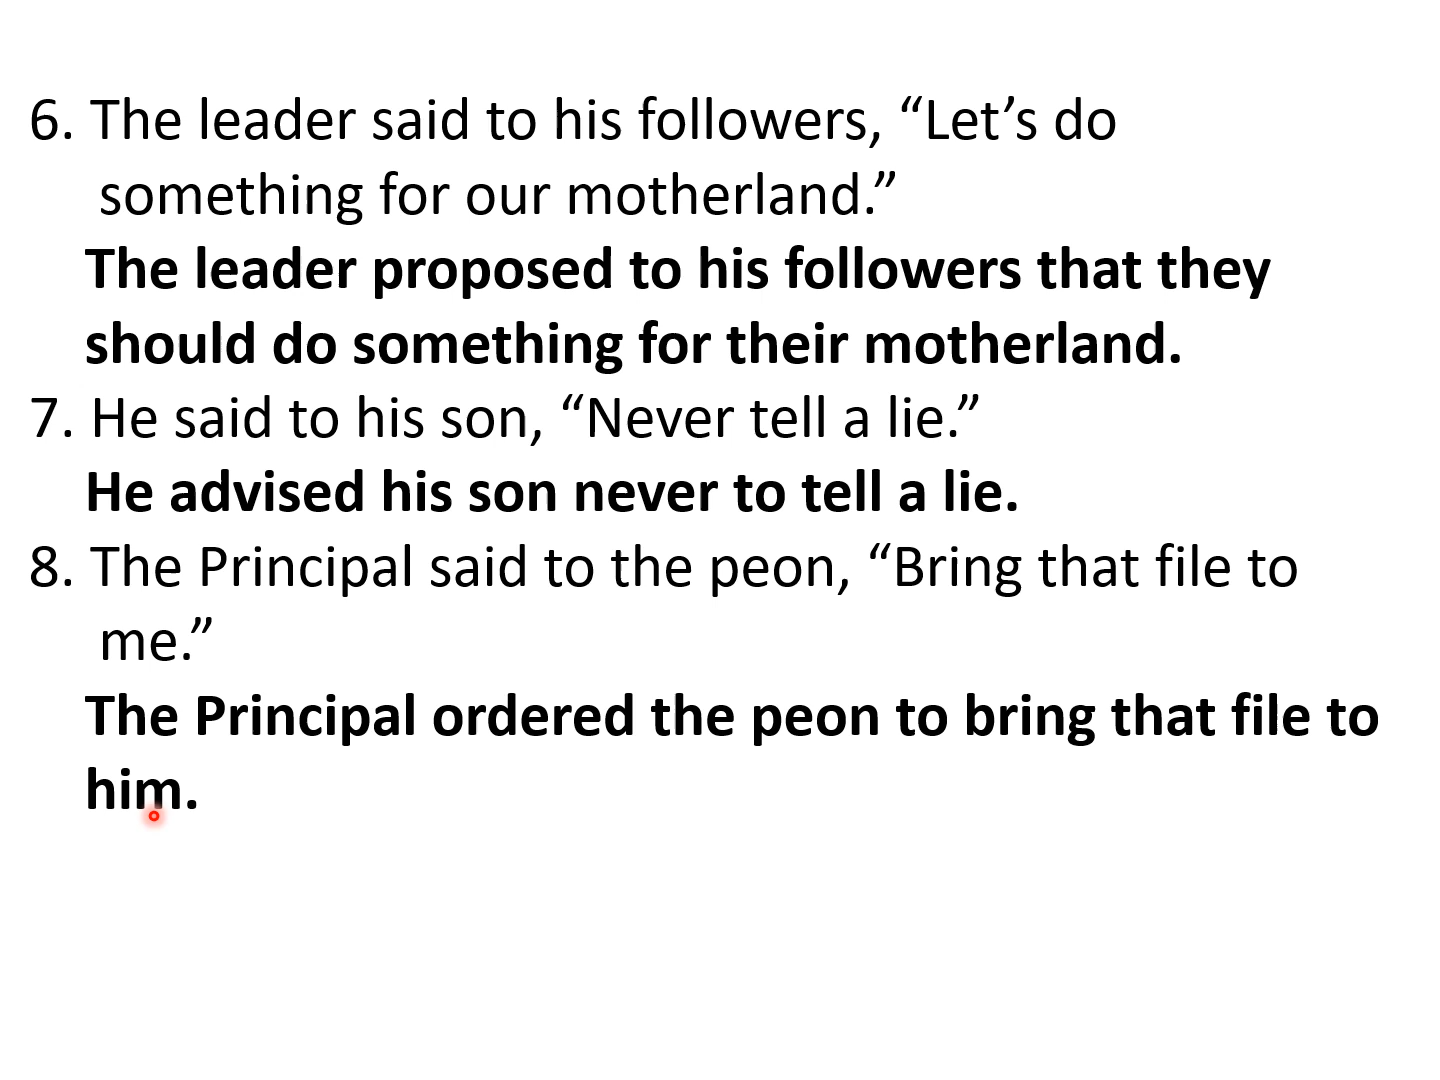 6. The leader said to his followers, “Let’s do
something for our motherland.”
The leader proposed to his followers that they
should do something for their motherland.
7. He said to his son, “Never tell a lie.”
He advised his son never to tell a lie.
8. The Principal said to the peon, “Bring that file to
me.”
The Principal ordered the peon to bring that file to
him.